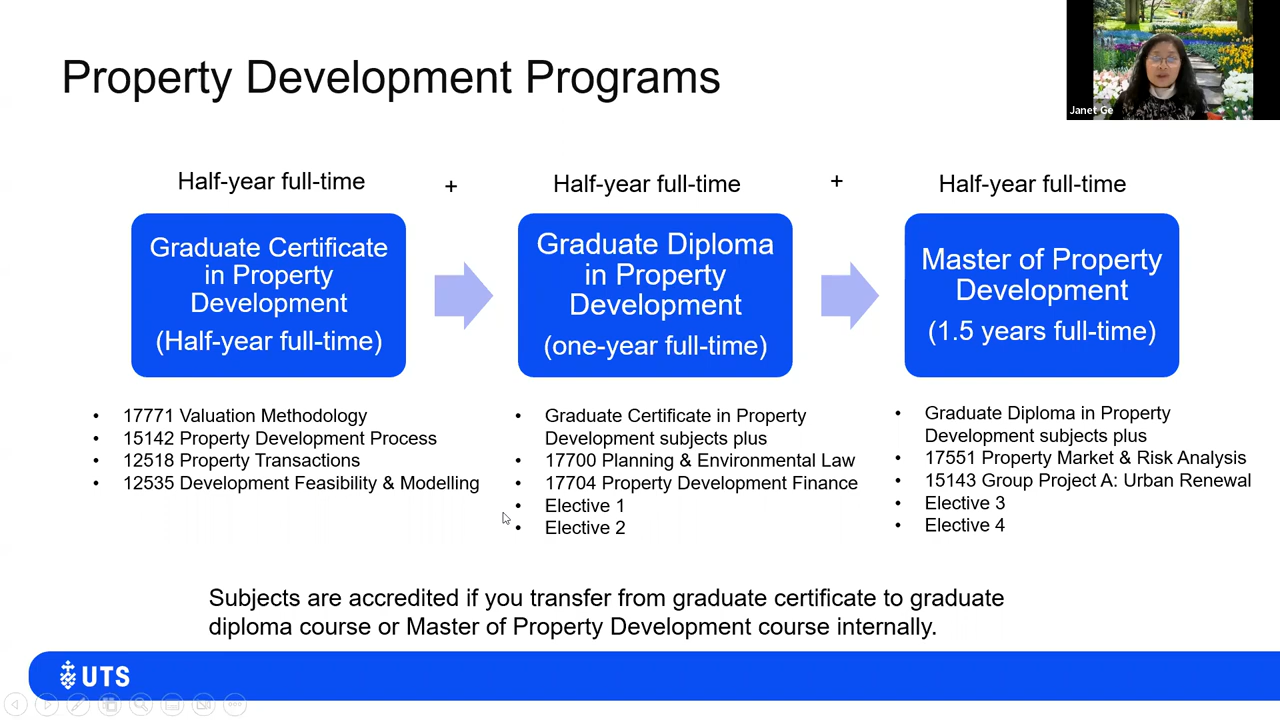 Property Development Programs
Janet Ge
Half-year full-time
+
Half-year full-time
+
Half-year full-time
Graduate Certificate
in Property
Development
(Half-year full-time)
Graduate Diploma
in Property
Development
(one-year full-time)
Master of Property
Development
(1.5 years full-time)
• 17771 Valuation Methodology
• 15142 Property Development Process
• 12518 Property Transactions
• 12535 Development Feasibility & Modelling
• Graduate Certificate in Property
Development subjects plus
• 17700 Planning & Environmental Law
• 17704 Property Development Finance
• Elective 1
• Elective 2
• Graduate Diploma in Property
Development subjects plus
• 17551 Property Market & Risk Analysis
• 15143 Group Project A: Urban Renewal
• Elective 3
• Elective 4
Subjects are accredited if you transfer from graduate certificate to graduate
diploma course or Master of Property Development course internally.
UTS